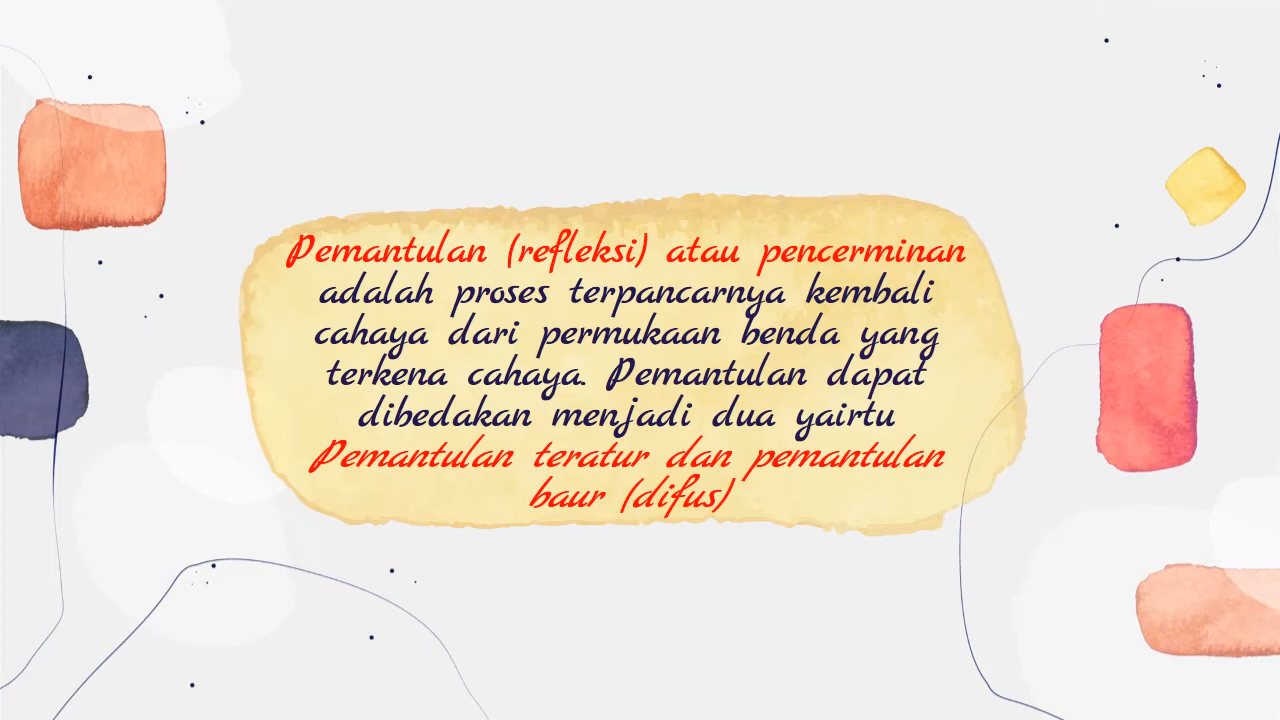 Pemantulan (refleksi) atau pencerminan
adalah proses terpancarnya kembali
cahaya dari permukaan benda yang
terkena cahaya. Pemantulan dapat
dibedakan menjadi dua yairtu
Pemantulan teratur dan pemantulan
baur (difus)